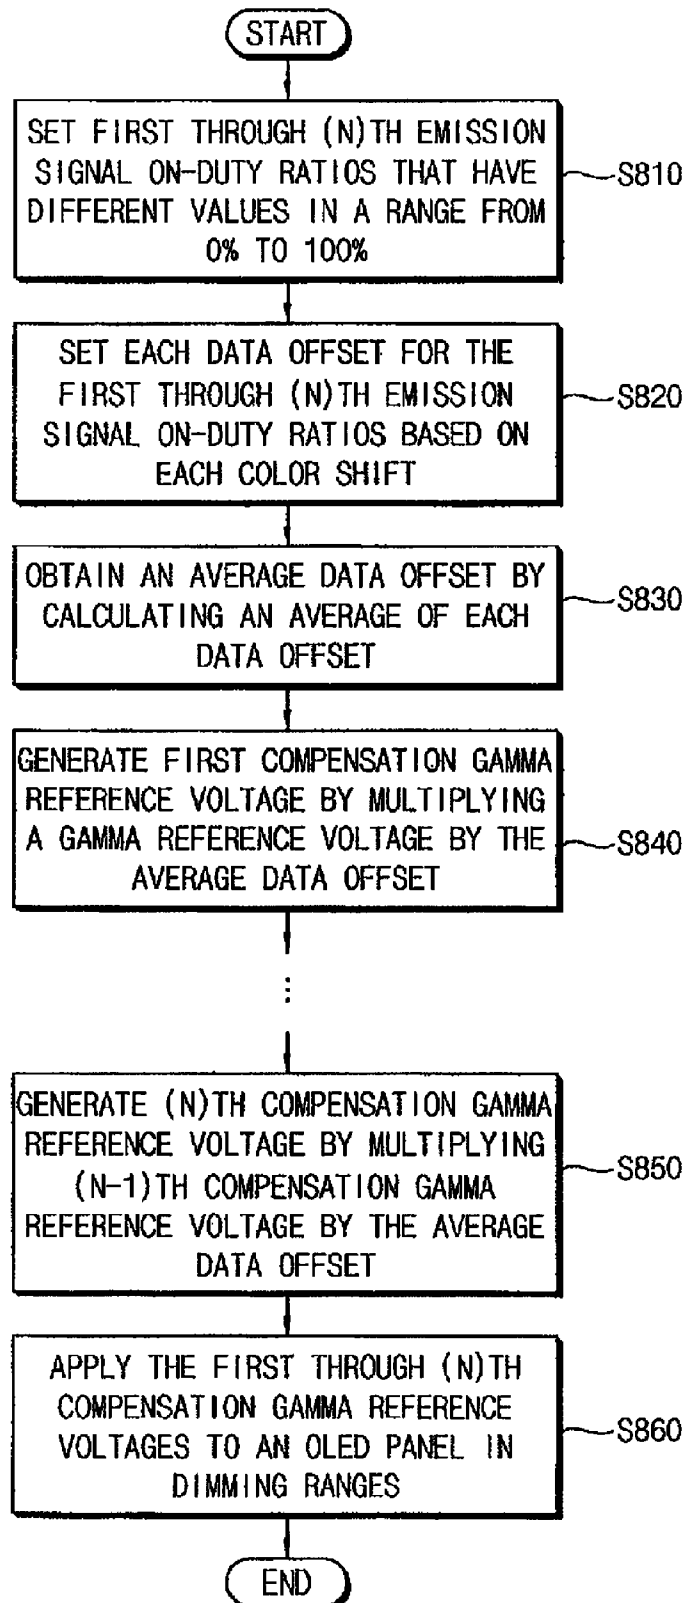 START
SET FIRST THROUGH (N)TH EMISSION
SIGNAL ON-DUTY RATIOS THAT HAVE
DIFFERENT VALUES IN A RANGE FROM
0% TO 100%
S810
SET EACH DATA OFFSET FOR THE
FIRST THROUGH (N)TH EMISSION
SIGNAL ON-DUTY RATIOS BASED ON
EACH COLOR SHIFT
S820
OBTAIN AN AVERAGE DATA OFFSET BY
CALCULATING AN AVERAGE OF EACH
DATA OFFSET
S830
GENERATE FIRST COMPENSATION GAMMA
REFERENCE VOLTAGE BY MULTIPLYING
A GAMMA REFERENCE VOLTAGE BY THE
AVERAGE DATA OFFSET
S840
⋮
GENERATE (N)TH COMPENSATION GAMMA
REFERENCE VOLTAGE BY MULTIPLYING
(N-1)TH COMPENSATION GAMMA
REFERENCE VOLTAGE BY THE AVERAGE
DATA OFFSET
S850
APPLY THE FIRST THROUGH (N)TH
COMPENSATION GAMMA REFERENCE
VOLTAGES TO AN OLED PANEL IN
DIMMING RANGES
S860
END